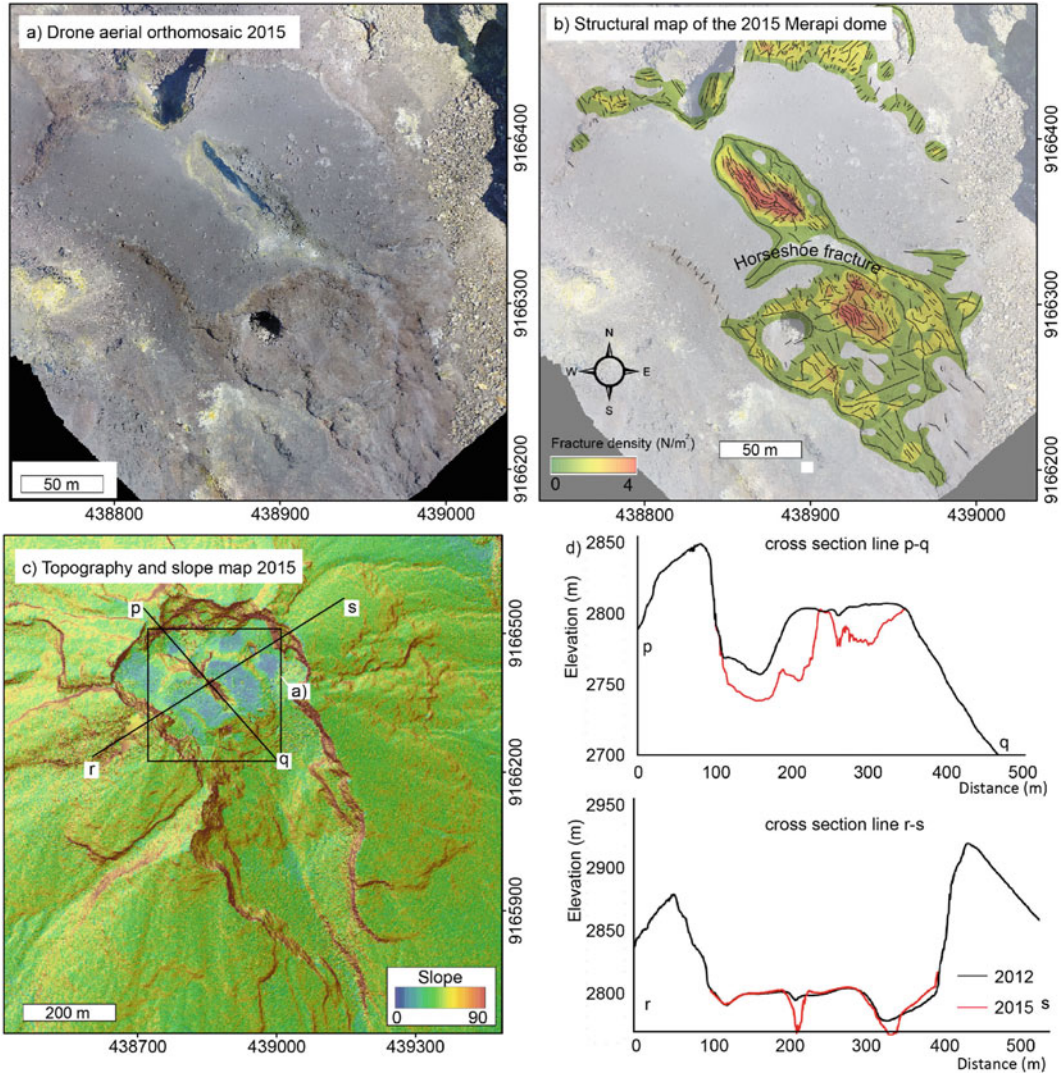 a) Drone aerial orthomosaic 2015
50 m
438800
438900
439000
9166400
9166300
9166200
b) Structural map of the 2015 Merapi dome
Horseshoe fracture
N
W
E
S
Fracture density (N/m²)
0
4
50 m
438800
438900
439000
9166400
9166300
9166200
c) Topography and slope map 2015
p
s
a)
r
q
Slope
0
90
200 m
438700
439000
439300
9166500
9166200
9165900
d)
cross section line p-q
Elevation (m)
2850
2800
2750
2700
p
q
0
100
200
300
400
500
Distance (m)
cross section line r-s
Elevation (m)
2950
2900
2850
2800
r
2012
2015
s
0
100
200
300
400
500
Distance (m)